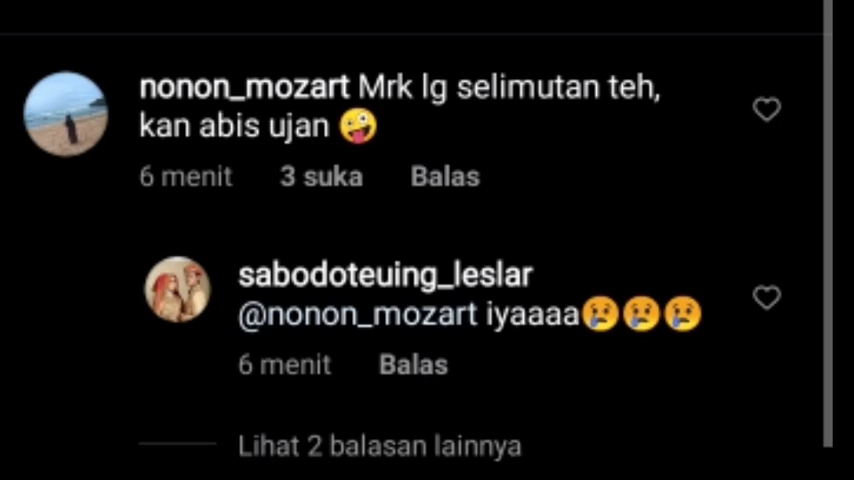 nonon_mozart Mrk lg selimutan teh,
kan abis ujan 🤪
6 menit 3 suka Balas
sabodoteuing_leslar
@nonon_mozart iyaaaa😢😢😢
6 menit Balas
Lihat 2 balasan lainnya